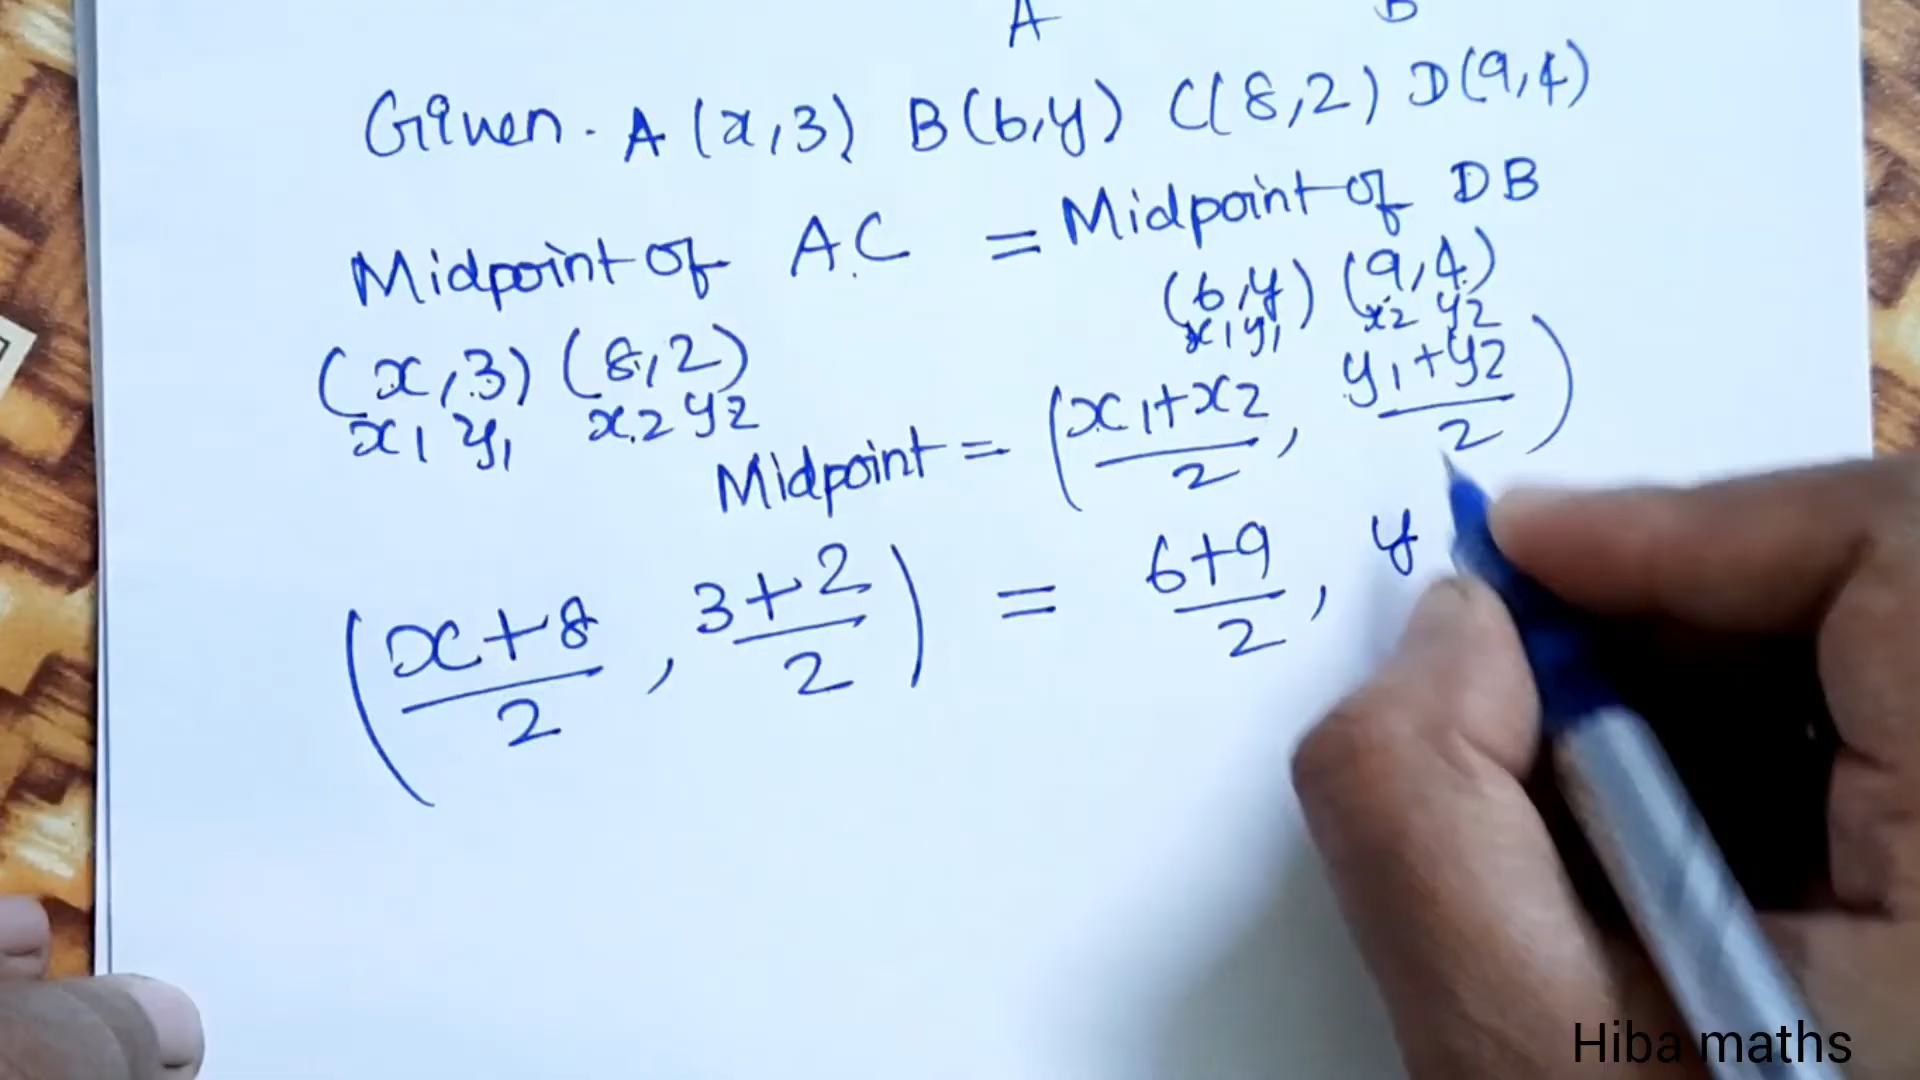 A B
Given. A(x,3) B(6,y) C(8,2) D(9,4)
Midpoint of AC = Midpoint of DB
(x,3) (8,2) (6,y) (9,4)
x1 y1 x2 y2 x1 y1 x2 y2
Midpoint = (x1+x2/2, y1+y2/2)
(x+8/2, 3+2/2) = 6+9/2, y
Hiba maths